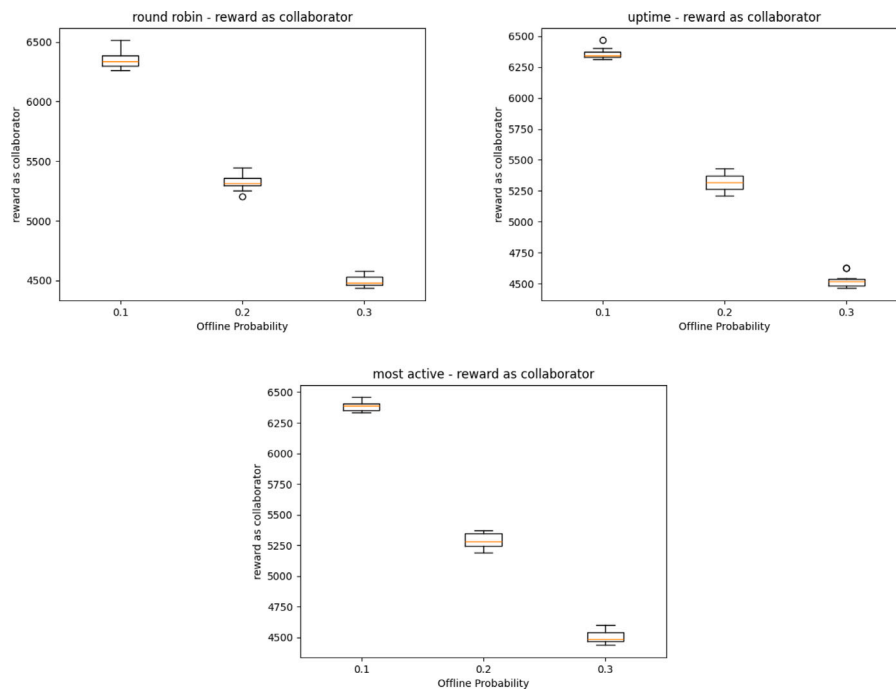 round robin - reward as collaborator
6500
6000
5500
5000
4500
reward as collaborator
0.1 0.2 0.3
Offline Probability
uptime - reward as collaborator
6500
6250
6000
5750
5500
5250
5000
4750
4500
reward as collaborator
0.1 0.2 0.3
Offline Probability
most active - reward as collaborator
6500
6250
6000
5750
5500
5250
5000
4750
4500
reward as collaborator
0.1 0.2 0.3
Offline Probability